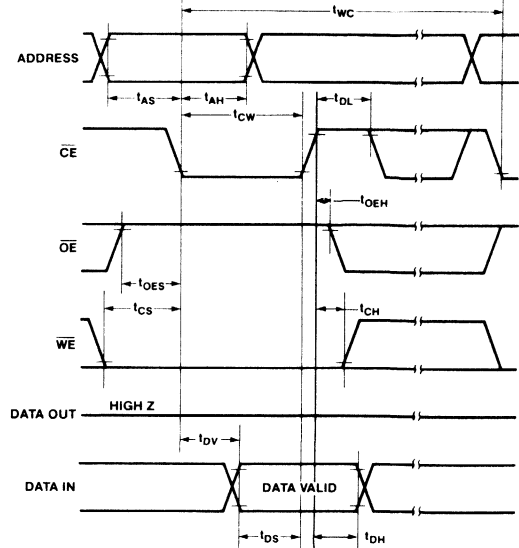 tWC
ADDRESS
tAS
tAH
tDL
tCW
CE
tOEH
OE
tOES
tCS
tCH
WE
HIGH Z
DATA OUT
tDV
DATA IN
DATA VALID
tDS
tDH